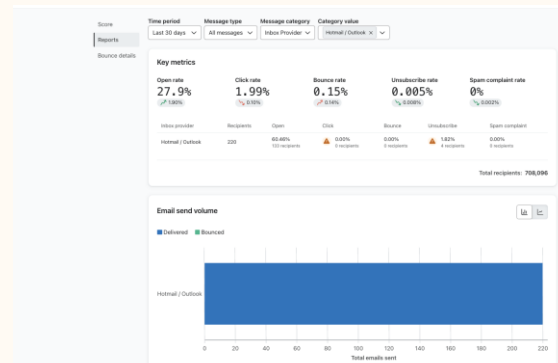 Score
Reports
Bounce details
Time period Message type Message category Category value
Last 30 days All messages Inbox Provider Hotmail / Outlook ×
Key metrics
Open rate Click rate Bounce rate Unsubscribe rate Spam complaint rate
27.9% 1.99% 0.15% 0.005% 0%
1.80% 0.10% 0.14% 0.008% 0.002%
Inbox provider Recipients Open Click Bounce Unsubscribe Spam complaint
Hotmail / Outlook 220 0.00% 0.00% 1.82% 0.00%
0 recipients 0 recipients 4 recipients 0 recipients
Total recipients: 708,096
Email send volume
Delivered Bounced
Hotmail / Outlook
0 20 40 60 80 100 120 140 160 180 200 220
Total emails sent